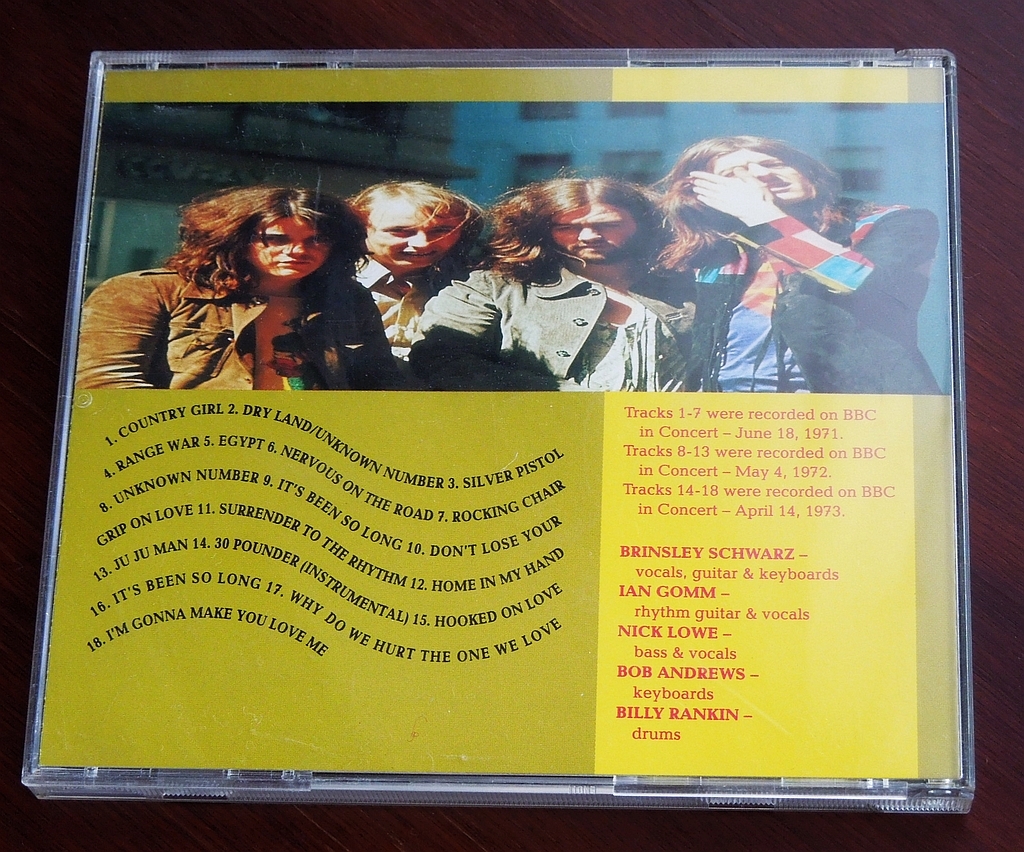 1. COUNTRY GIRL 2. DRY LAND/UNKNOWN NUMBER 3. SILVER PISTOL
4. RANGE WAR 5. EGYPT 6. NERVOUS ON THE ROAD 7. ROCKING CHAIR
8. UNKNOWN NUMBER 9. IT'S BEEN SO LONG 10. DON'T LOSE YOUR
GRIP ON LOVE 11. SURRENDER TO THE RHYTHM 12. HOME IN MY HAND
13. JU JU MAN 14. 30 POUNDER (INSTRUMENTAL) 15. HOOKED ON LOVE
16. IT'S BEEN SO LONG 17. WHY DO WE HURT THE ONE WE LOVE
18. I'M GONNA MAKE YOU LOVE ME
Tracks 1-7 were recorded on BBC
in Concert – June 18, 1971.
Tracks 8-13 were recorded on BBC
in Concert – May 4, 1972.
Tracks 14-18 were recorded on BBC
in Concert – April 14, 1973.
BRINSLEY SCHWARZ –
vocals, guitar & keyboards
IAN GOMM –
rhythm guitar & vocals
NICK LOWE –
bass & vocals
BOB ANDREWS –
keyboards
BILLY RANKIN –
drums